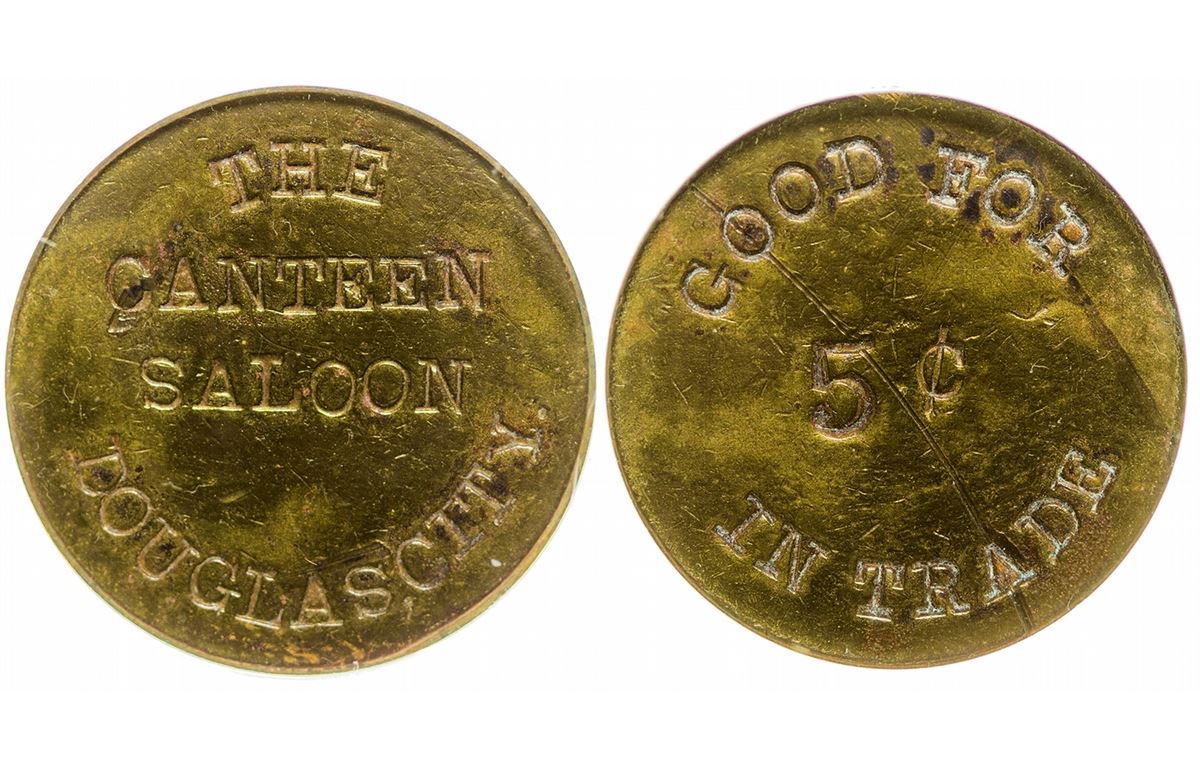 THE
CANTEEN
SALOON
DOUGLAS CITY.
GOOD FOR
5 ¢
IN TRADE